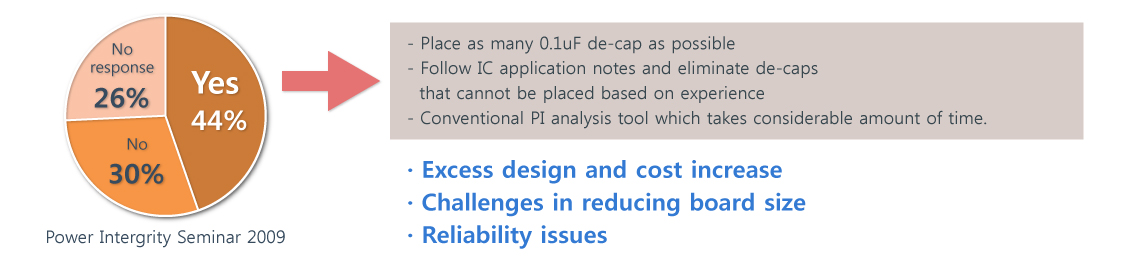 No
response
26%
Yes
44%
No
30%
Power Intergrity Seminar 2009
- Place as many 0.1uF de-cap as possible
- Follow IC application notes and eliminate de-caps
that cannot be placed based on experience
- Conventional PI analysis tool which takes considerable amount of time.
· Excess design and cost increase
· Challenges in reducing board size
· Reliability issues